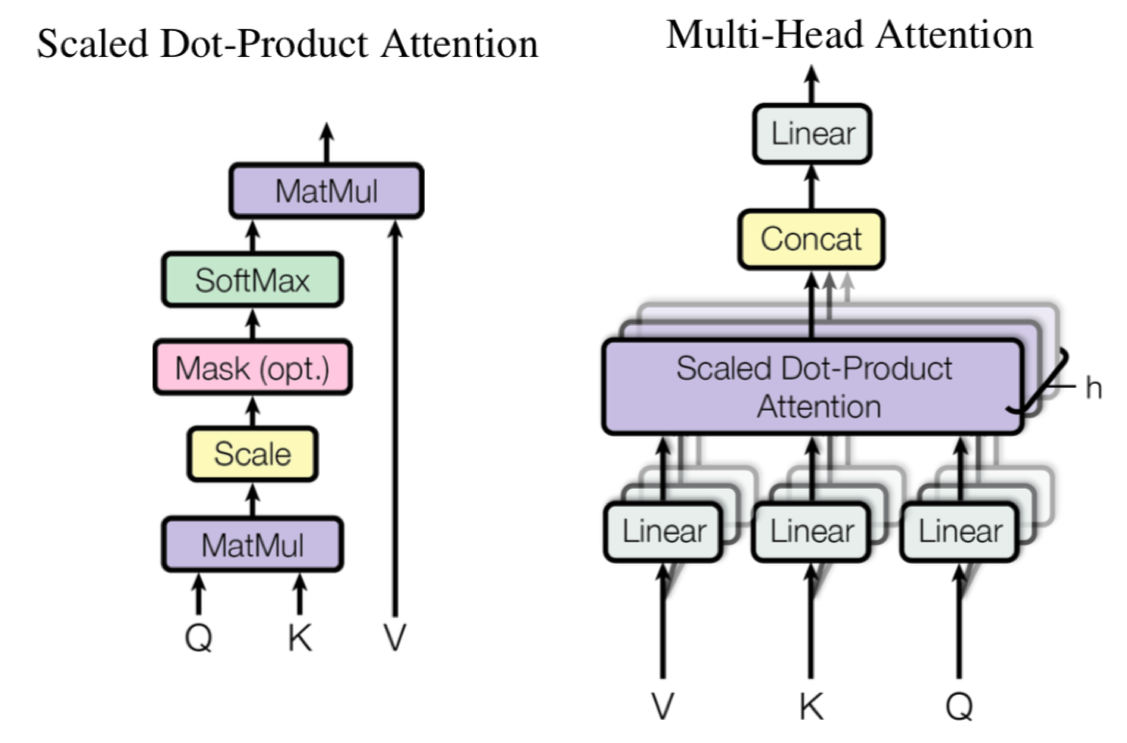 Scaled Dot-Product Attention
MatMul
SoftMax
Mask (opt.)
Scale
MatMul
Q K V
Multi-Head Attention
Linear
Concat
Scaled Dot-Product
Attention
h
Linear Linear Linear
V K Q